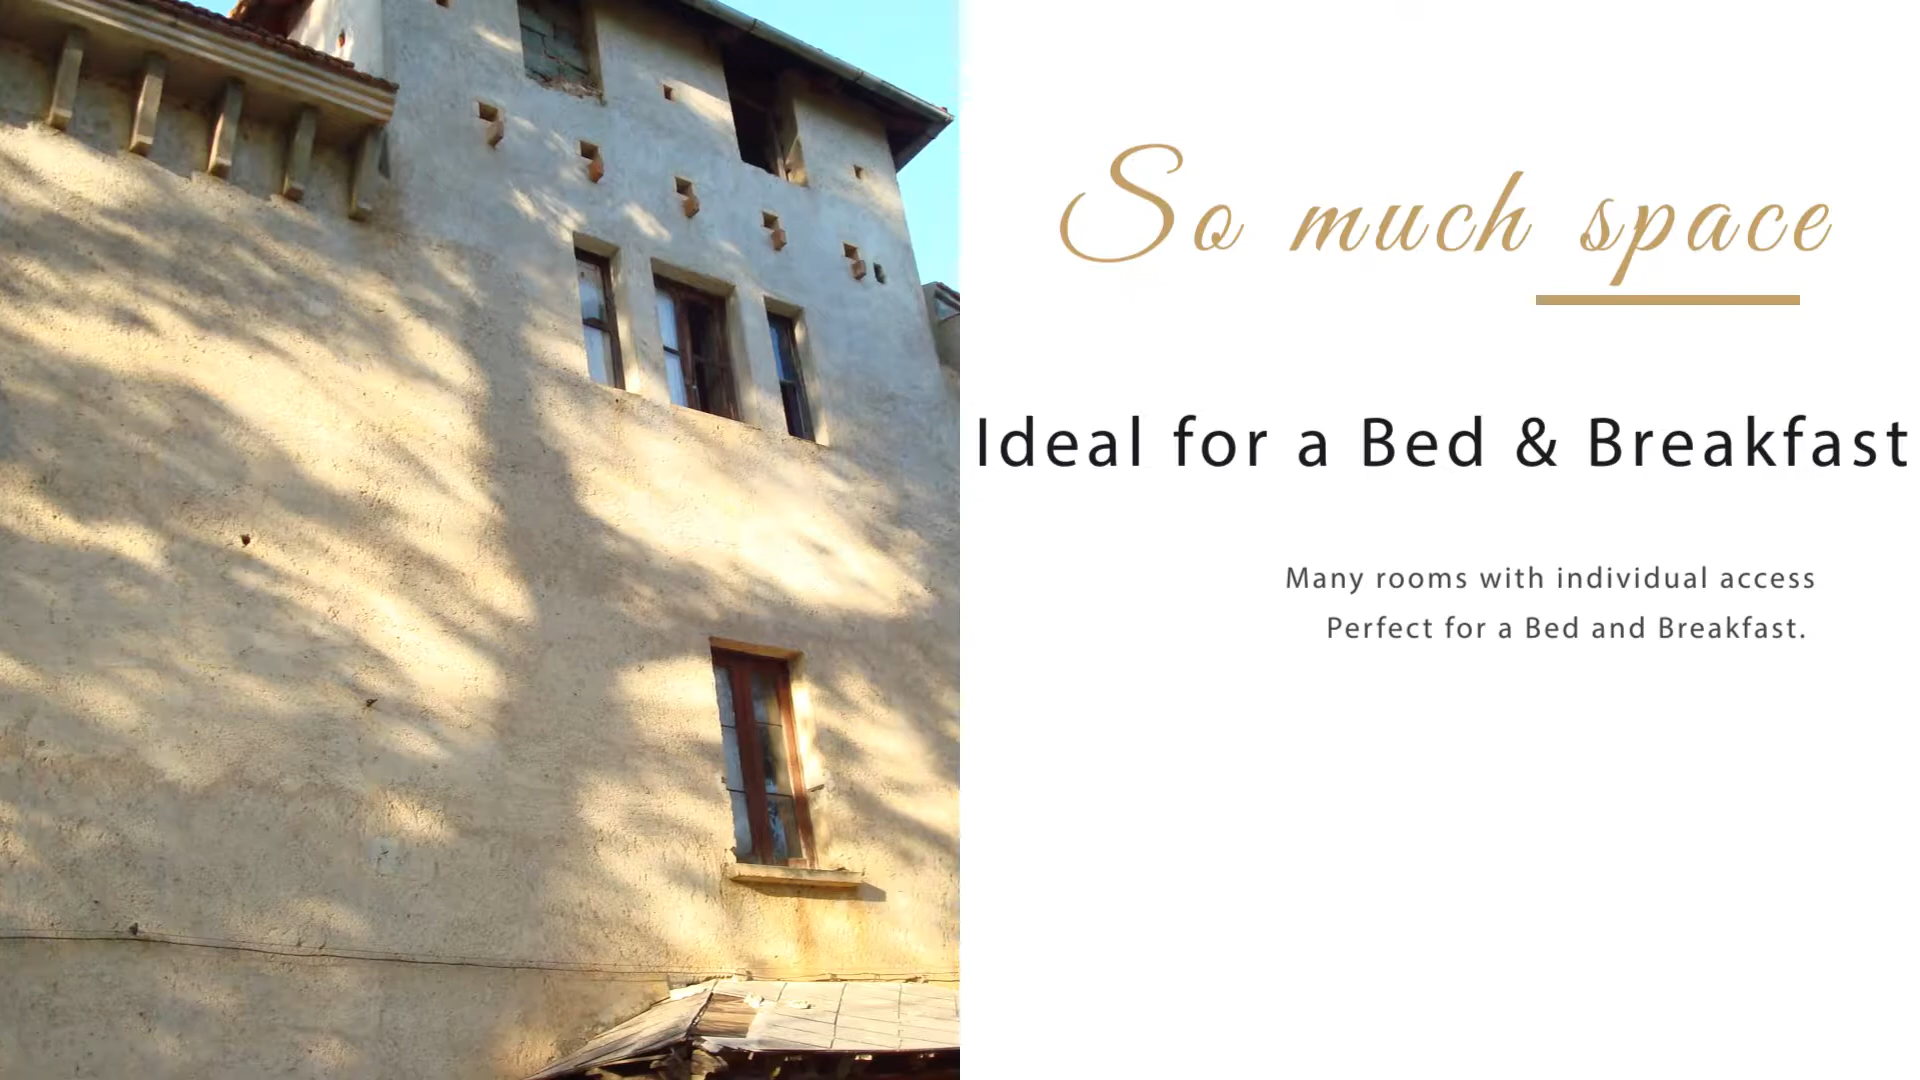 So much space
Ideal for a Bed & Breakfast
Many rooms with individual access
Perfect for a Bed and Breakfast.